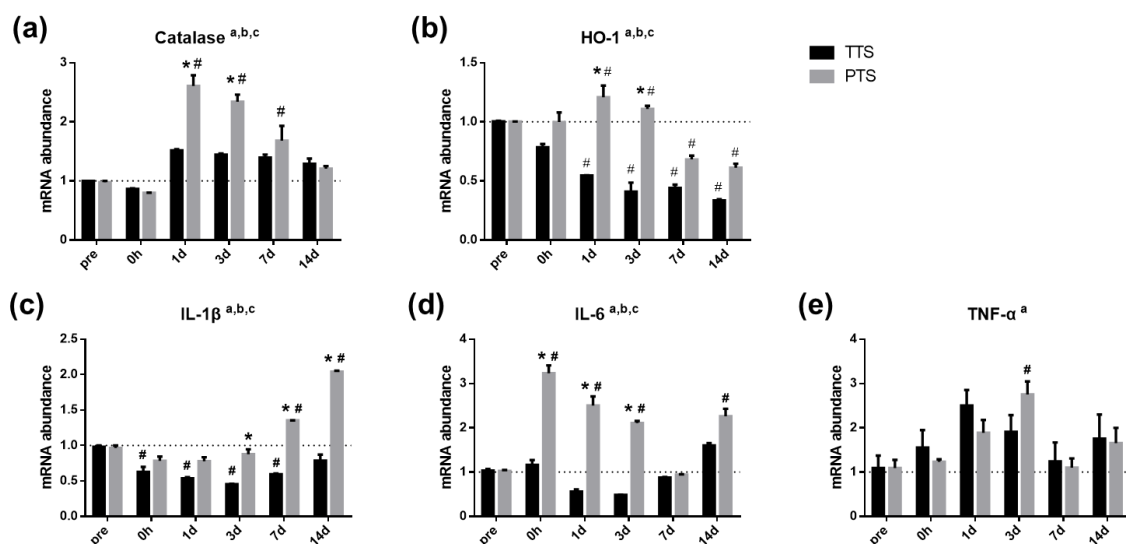 (a)
Catalase a,b,c
mRNA abundance
3
2
1
0
* #
* #
#
pre
0h
1d
3d
7d
14d
(b)
HO-1 a,b,c
mRNA abundance
1.5
1.0
0.5
0.0
#
* #
#
* #
#
#
#
#
pre
0h
1d
3d
7d
14d
TTS
PTS
(c)
IL-1β a,b,c
mRNA abundance
2.5
2.0
1.5
1.0
0.5
0.0
#
#
#
*
#
* #
* #
pre
0h
1d
3d
7d
14d
(d)
IL-6 a,b,c
mRNA abundance
4
3
2
1
0
* #
* #
* #
#
pre
0h
1d
3d
7d
14d
(e)
TNF-α a
mRNA abundance
4
3
2
1
0
#
pre
0h
1d
3d
7d
14d